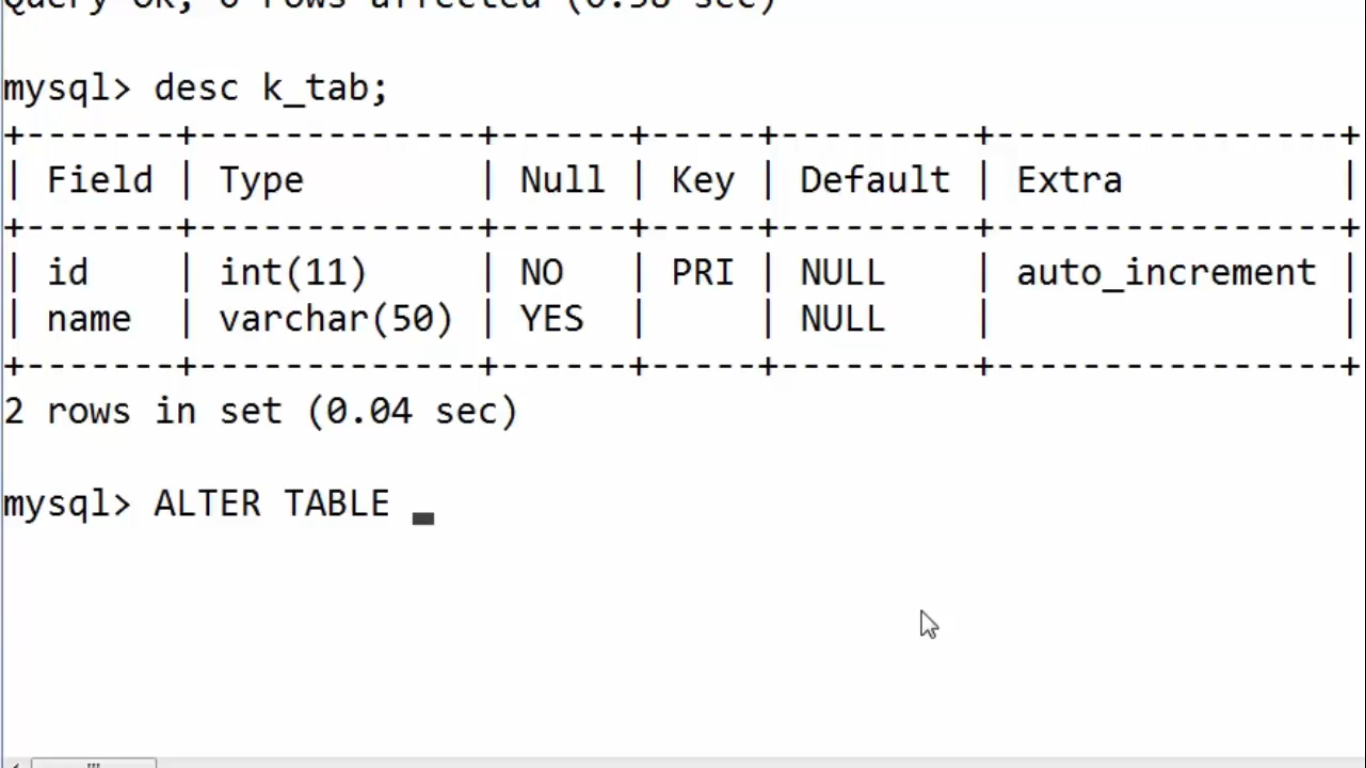 Query OK, 0 rows affected (0.58 sec)
mysql> desc k_tab;
+-------+-------------+------+-----+---------+----------------+
| Field | Type        | Null | Key | Default | Extra          |
+-------+-------------+------+-----+---------+----------------+
| id    | int(11)     | NO   | PRI | NULL    | auto_increment |
| name  | varchar(50) | YES  |     | NULL    |                |
+-------+-------------+------+-----+---------+----------------+
2 rows in set (0.04 sec)
mysql> ALTER TABLE